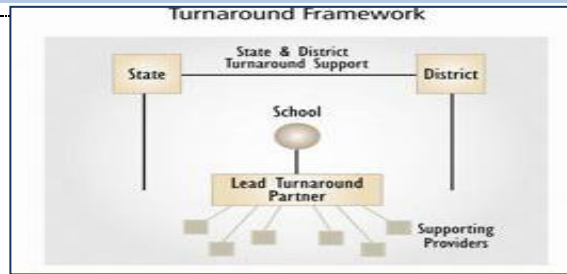 Turnaround Framework
State & District
Turnaround Support
State
District
School
Lead Turnaround
Partner
Supporting
Providers